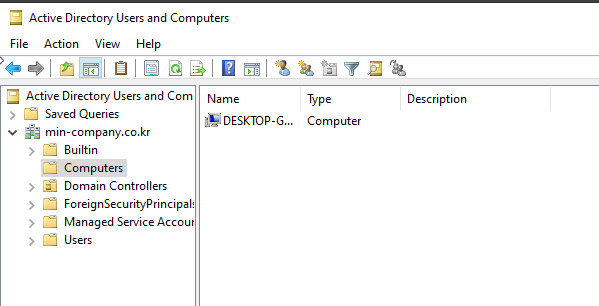 Active Directory Users and Computers
File Action View Help
Active Directory Users and Com
Saved Queries
min-company.co.kr
Builtin
Computers
Domain Controllers
ForeignSecurityPrincipals
Managed Service Accoun
Users
Name Type Description
DESKTOP-G... Computer